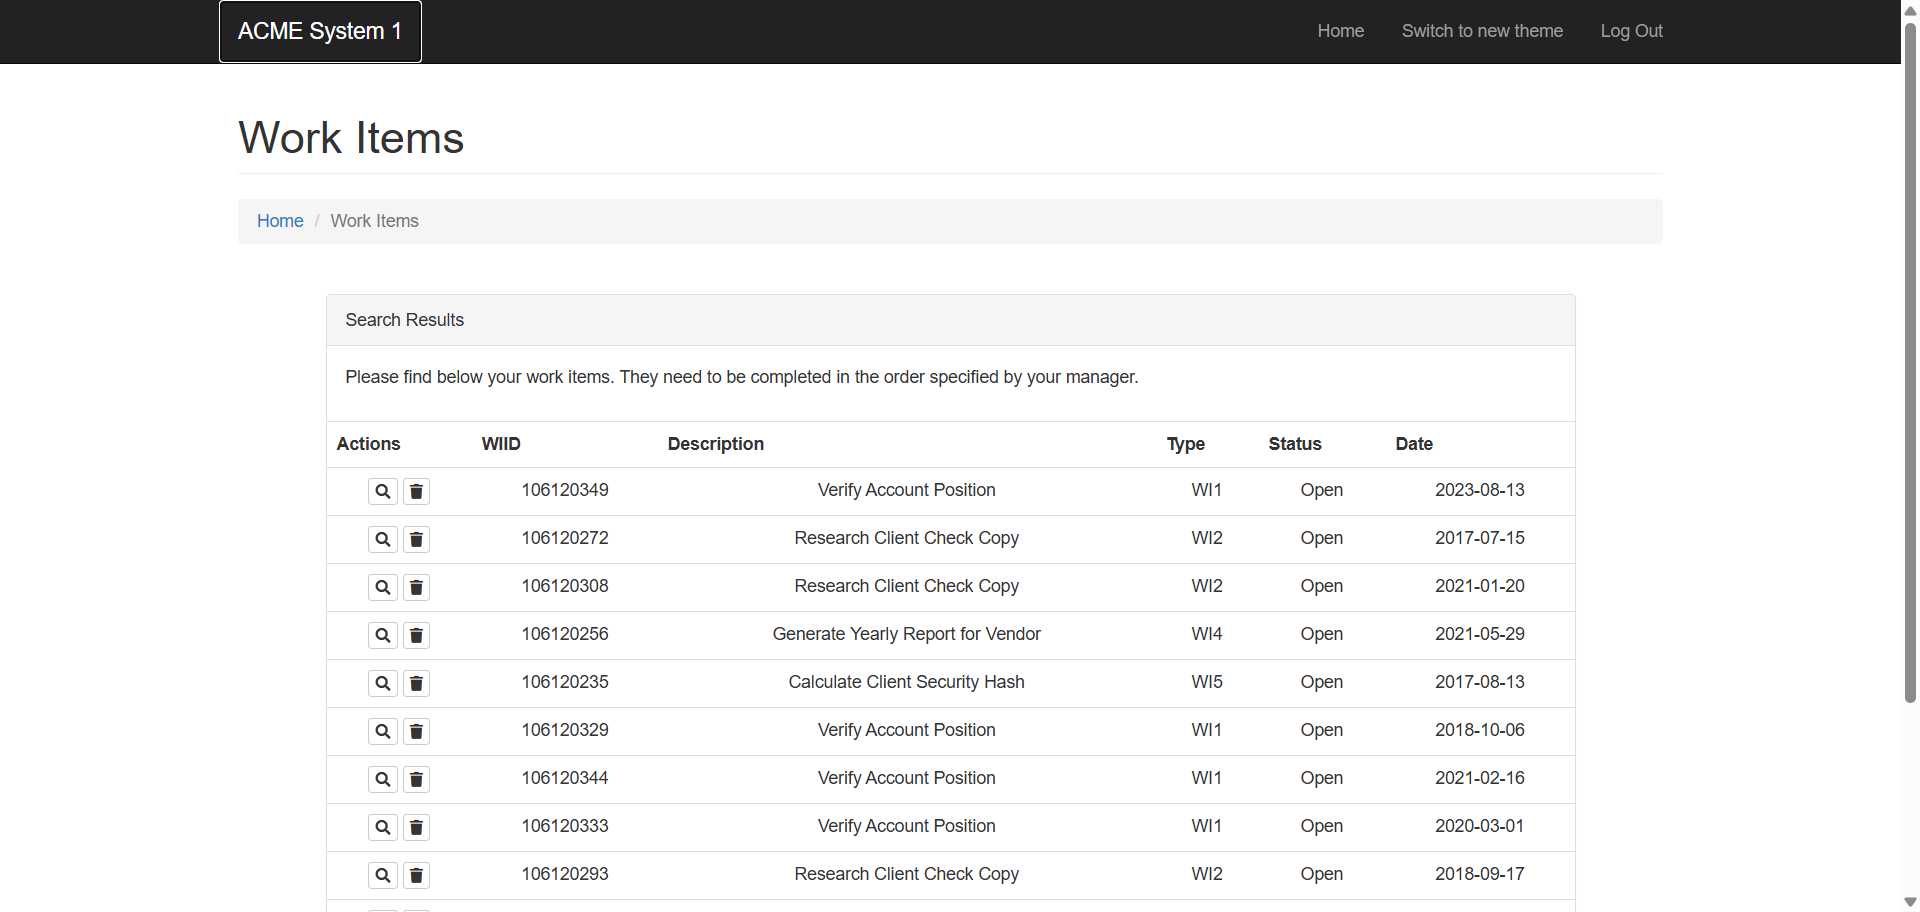 ACME System 1 Home Switch to new theme Log Out
Work Items
Home / Work Items
Search Results
Please find below your work items. They need to be completed in the order specified by your manager.
Actions WIID Description Type Status Date
106120349 Verify Account Position WI1 Open 2023-08-13
106120272 Research Client Check Copy WI2 Open 2017-07-15
106120308 Research Client Check Copy WI2 Open 2021-01-20
106120256 Generate Yearly Report for Vendor WI4 Open 2021-05-29
106120235 Calculate Client Security Hash WI5 Open 2017-08-13
106120329 Verify Account Position WI1 Open 2018-10-06
106120344 Verify Account Position WI1 Open 2021-02-16
106120333 Verify Account Position WI1 Open 2020-03-01
106120293 Research Client Check Copy WI2 Open 2018-09-17